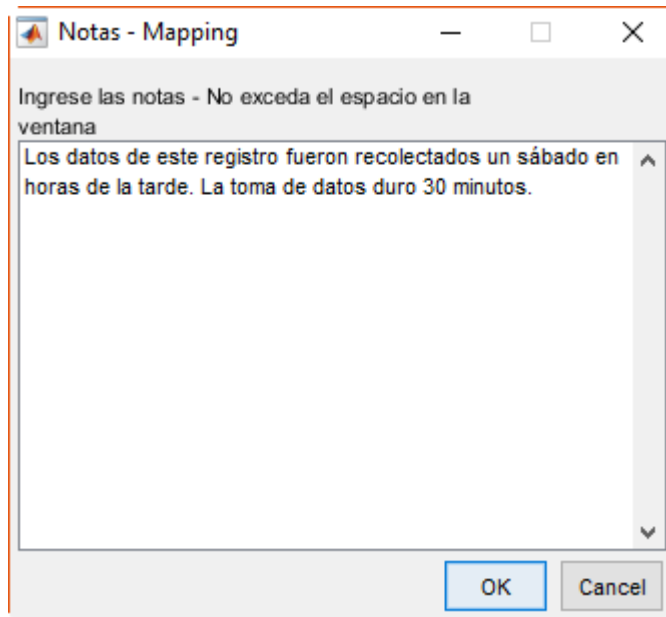 Notas - Mapping
Ingrese las notas - No exceda el espacio en la
ventana
Los datos de este registro fueron recolectados un sábado en
horas de la tarde. La toma de datos duro 30 minutos.
OK
Cancel